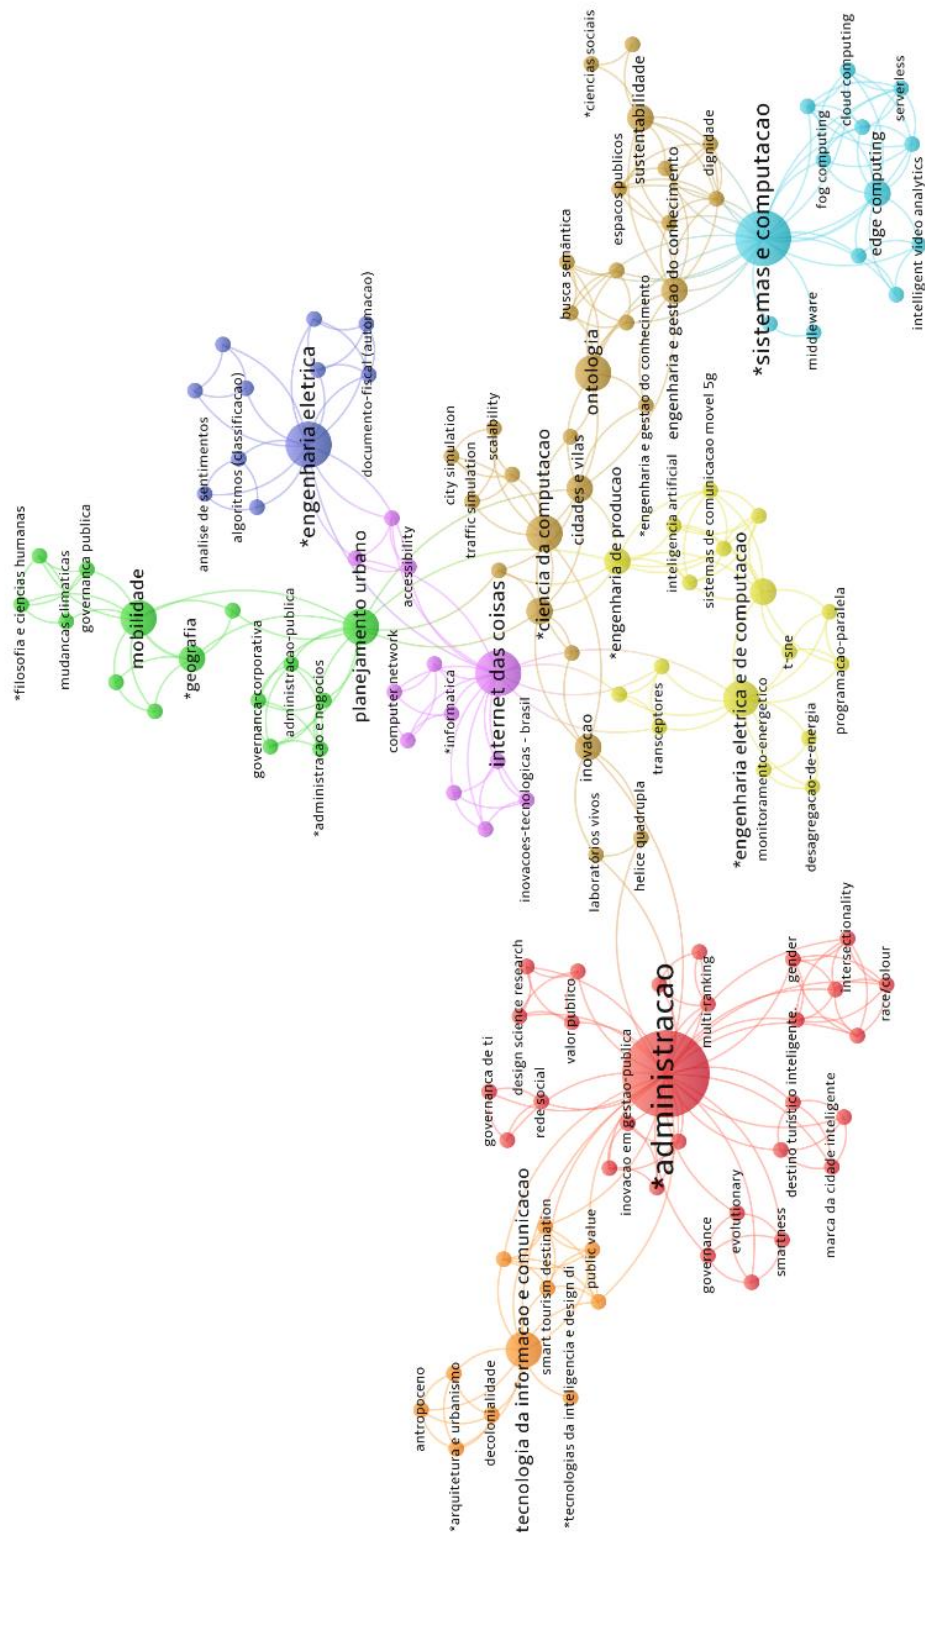 antropoceno
*arquitetura e urbanismo
decolonialidade
tecnologia da informacao e comunicacao
smart tourism destination
*tecnologias da inteligencia e design di
public value
governanca de ti
design science research
rede social
valor publico
inovacao em gestao-publica
*administracao
multi-ranking
governance
evolutionary
smartness
destino turístico inteligente.
marca da cidade inteligente
gender
intersectionality
race/colour
*filosofia e ciencias humanas
mudancas climaticas
governanca publica
mobilidade
*geografia
governanca-corporativa
administracao-publica
*administracao e negocios
planejamento urbano
computer network
accessibility
*informatica
internet das coisas
inovacoes-tecnologicas - brasil
inovacao
laboratorios vivos
helice quadrupla
analise de sentimentos
algoritmos (classificacao)
*engenharia eletrica
documento-fiscal (automacao)
city simulation
traffic simulation
scalability
*ciencia da computacao
cidades e vilas
ontologia
busca semântica
*engenharia de producao
*engenharia e gestao do conhecimento
engenharia e gestao do conhecimento
espacos publicos
sustentabilidade
*ciencias sociais
dignidade
transceptores
inteligencia artificial
sistemas de comunicacao movel 5g
*engenharia eletrica e de computacao
monitoramento-energetico
t-sne
desagregacao-de-energia
programacao-paralela
*sistemas e computacao
middleware
fog computing
cloud computing
edge computing
serverless
intelligent video analytics